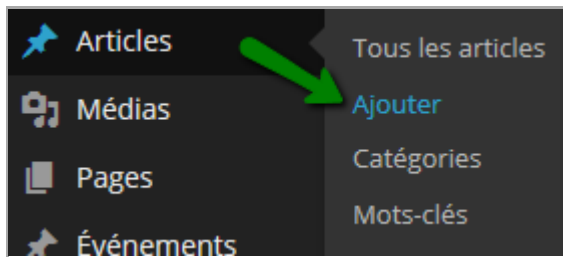 Articles
Médias
Pages
Événements
Tous les articles
Ajouter
Catégories
Mots-clés